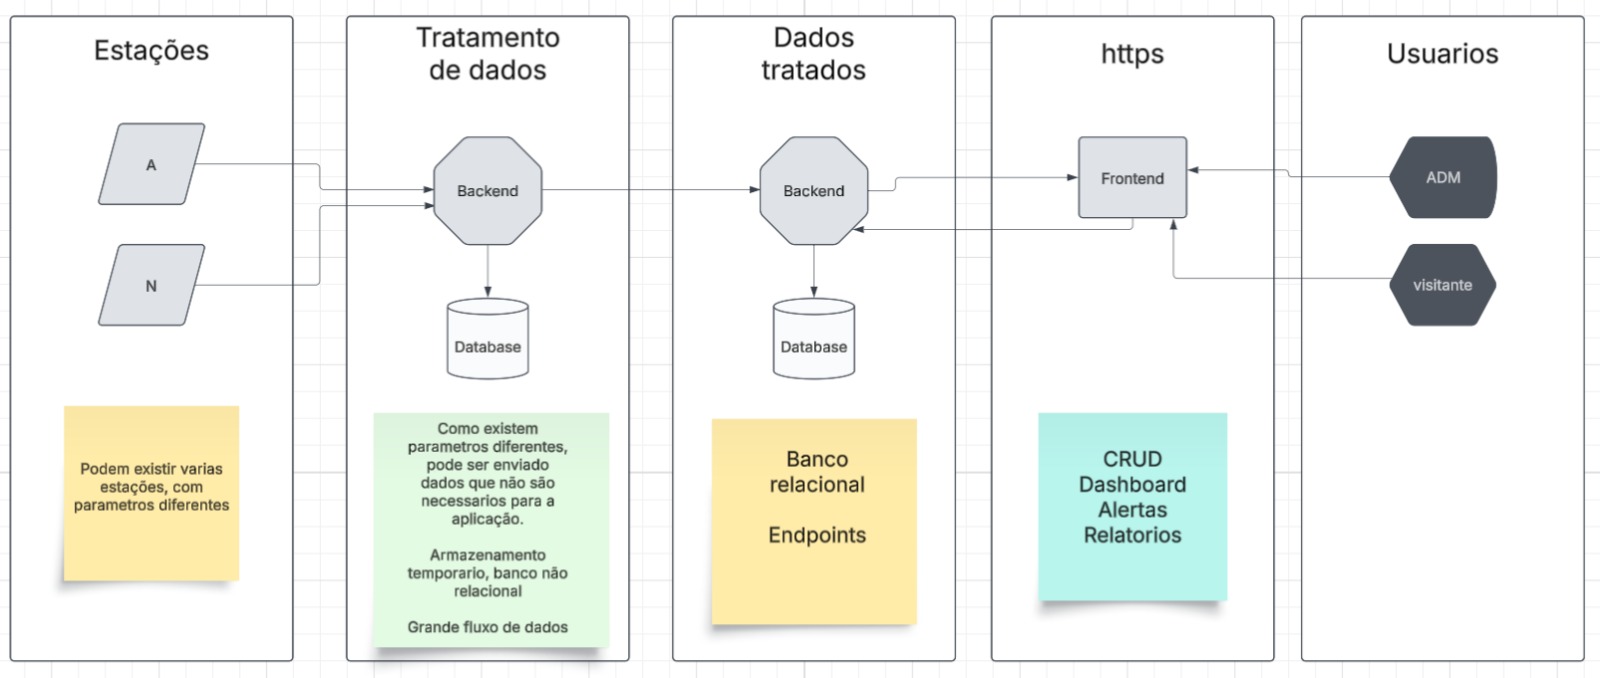 Estações
A
N
Podem existir varias
estações, com
parametros diferentes
Tratamento
de dados
Backend
Database
Como existem
parametros diferentes,
pode ser enviado
dados que não são
necessarios para a
aplicação.
Armazenamento
temporario, banco não
relacional
Grande fluxo de dados
Dados
tratados
Backend
Database
Banco
relacional
Endpoints
https
Frontend
CRUD
Dashboard
Alertas
Relatorios
Usuarios
ADM
visitante